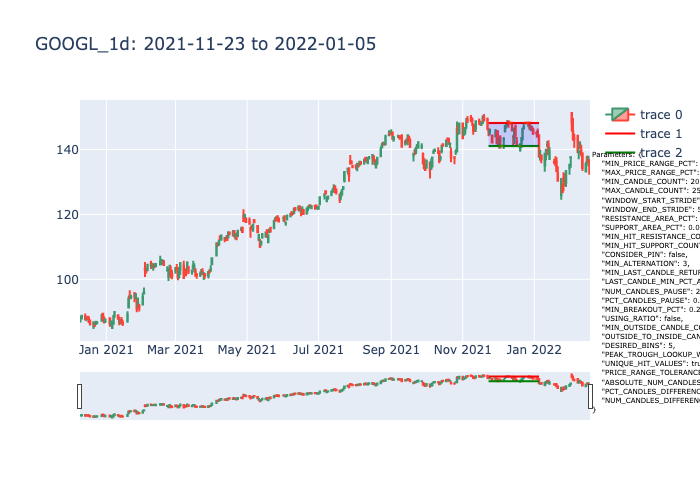 GOOGL_1d: 2021-11-23 to 2022-01-05
trace 0
trace 1
trace 2
Parameters: {
"MIN_PRICE_RANGE_PCT":
"MAX_PRICE_RANGE_PCT":
"MIN_CANDLE_COUNT": 20
"MAX_CANDLE_COUNT": 25
"WINDOW_START_STRIDE"
"WINDOW_END_STRIDE": 5
"RESISTANCE_AREA_PCT":
"SUPPORT_AREA_PCT": 0.0
"MIN_HIT_RESISTANCE_CO
"MIN_HIT_SUPPORT_COUNT
"CONSIDER_PIN": false,
"MIN_ALTERNATION": 3,
"MIN_LAST_CANDLE_RETUR
"LAST_CANDLE_MIN_PCT_A
"NUM_CANDLES_PAUSE": 2
"PCT_CANDLES_PAUSE": 0.
"MIN_BREAKOUT_PCT": 0.2
"USING_RATIO": false,
"MIN_OUTSIDE_CANDLE_CO
"OUTSIDE_TO_INSIDE_CAN
"DESIRED_BINS": 5,
"PEAK_TROUGH_LOOKUP_W
"UNIQUE_HIT_VALUES": tru
"PRICE_RANGE_TOLERANC
"ABSOLUTE_NUM_CANDLES
"PCT_CANDLES_DIFFERENC
"NUM_CANDLES_DIFFERENC
}
140
120
100
Jan 2021
Mar 2021
May 2021
Jul 2021
Sep 2021
Nov 2021
Jan 2022